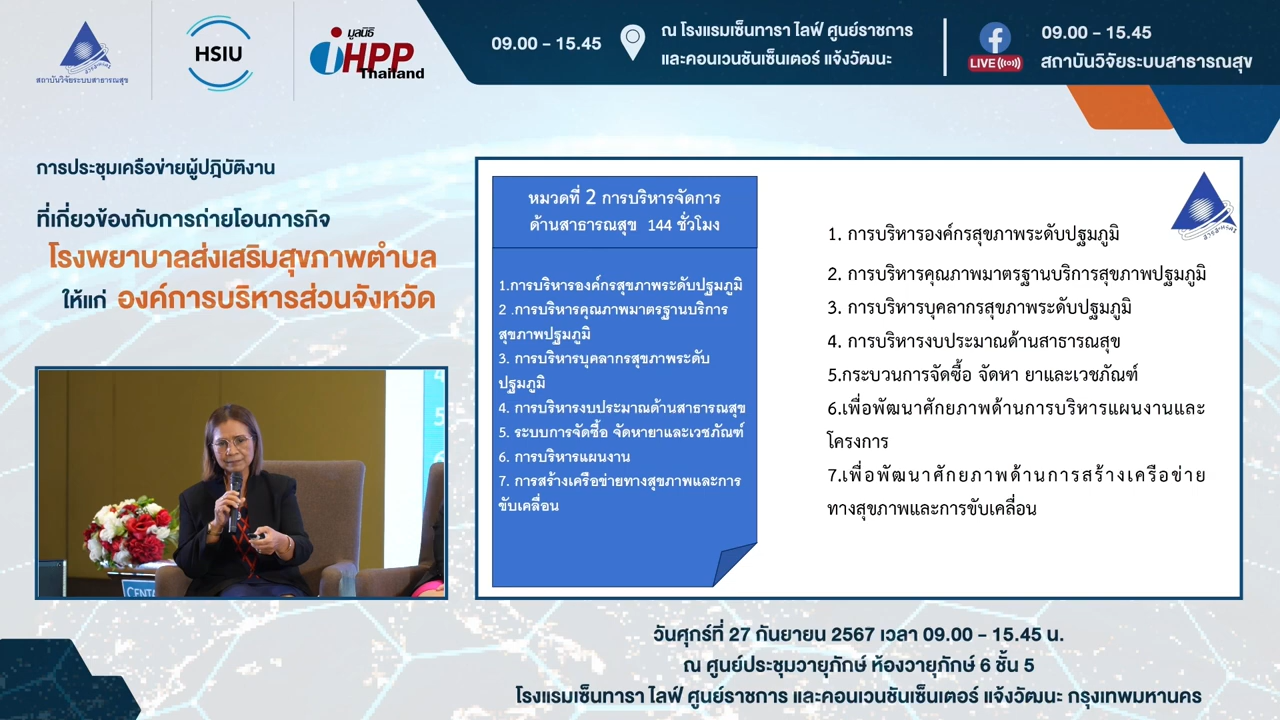 สถาบันวิจัยระบบสาธารณสุข
HSIU
มูลนิธิ
iHPP
Thailand
09.00 - 15.45
ณ โรงแรมเซ็นทารา ไลฟ์ ศูนย์ราชการ
และคอนเวนชันเซ็นเตอร์ แจ้งวัฒนะ
LIVE
09.00 - 15.45
สถาบันวิจัยระบบสาธารณสุข
การประชุมเครือข่ายผู้ปฏิบัติงาน
ที่เกี่ยวข้องกับการถ่ายโอนภารกิจ
โรงพยาบาลส่งเสริมสุขภาพตำบล
ให้แก่ องค์การบริหารส่วนจังหวัด
หมวดที่ 2 การบริหารจัดการ
ด้านสาธารณสุข 144 ชั่วโมง
1.การบริหารองค์กรสุขภาพระดับปฐมภูมิ
2 .การบริหารคุณภาพมาตรฐานบริการ
สุขภาพปฐมภูมิ
3. การบริหารบุคลากรสุขภาพระดับ
ปฐมภูมิ
4. การบริหารงบประมาณด้านสาธารณสุข
5. ระบบการจัดซื้อ จัดหายาและเวชภัณฑ์
6. การบริหารแผนงาน
7. การสร้างเครือข่ายทางสุขภาพและการ
ขับเคลื่อน
1. การบริหารองค์กรสุขภาพระดับปฐมภูมิ
2. การบริหารคุณภาพมาตรฐานบริการสุขภาพปฐมภูมิ
3. การบริหารบุคลากรสุขภาพระดับปฐมภูมิ
4. การบริหารงบประมาณด้านสาธารณสุข
5.กระบวนการจัดซื้อ จัดหา ยาและเวชภัณฑ์
6.เพื่อพัฒนาศักยภาพด้านการบริหารแผนงานและ
โครงการ
7.เพื่อพัฒนาศักยภาพด้านการสร้างเครือข่าย
ทางสุขภาพและการขับเคลื่อน
CENTA
วันศุกร์ที่ 27 กันยายน 2567 เวลา 09.00 - 15.45 น.
ณ ศูนย์ประชุมวายุภักษ์ ห้องวายุภักษ์ 6 ชั้น 5
โรงแรมเซ็นทารา ไลฟ์ ศูนย์ราชการ และคอนเวนชันเซ็นเตอร์ แจ้งวัฒนะ กรุงเทพมหานคร